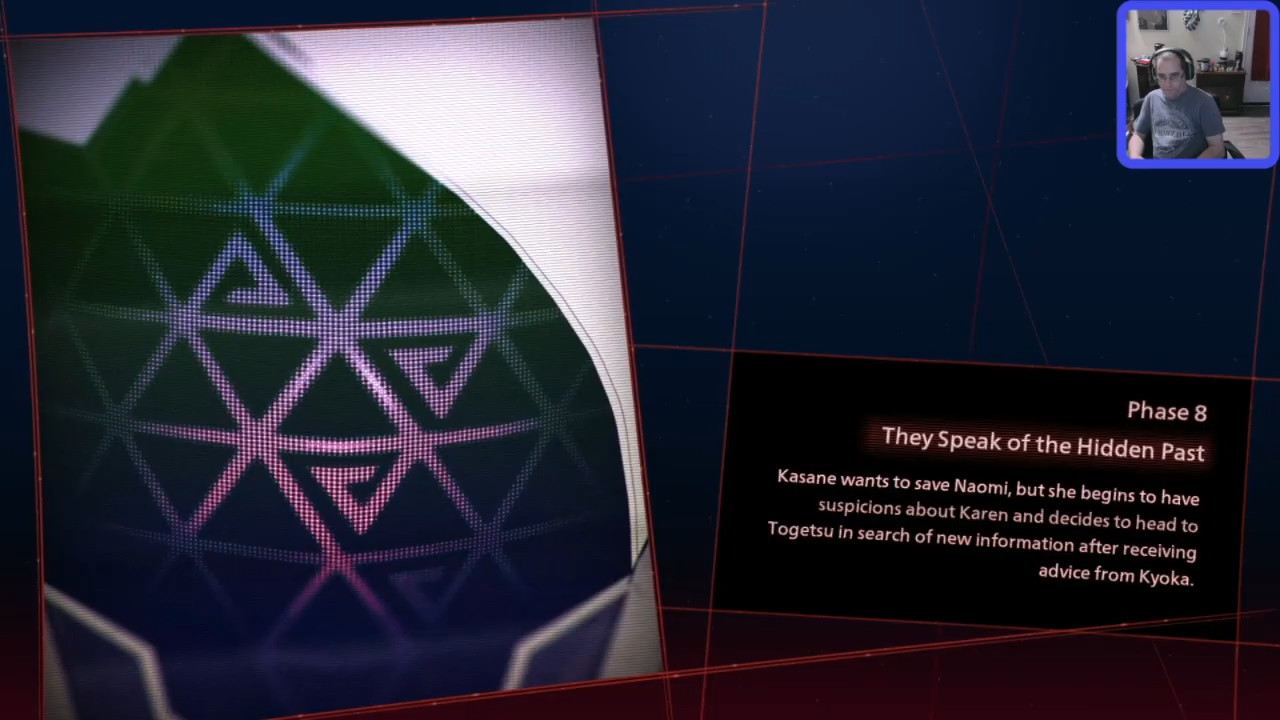 Phase 8
They Speak of the Hidden Past
Kasane wants to save Naomi, but she begins to have
suspicions about Karen and decides to head to
Togetsu in search of new information after receiving
advice from Kyoka.